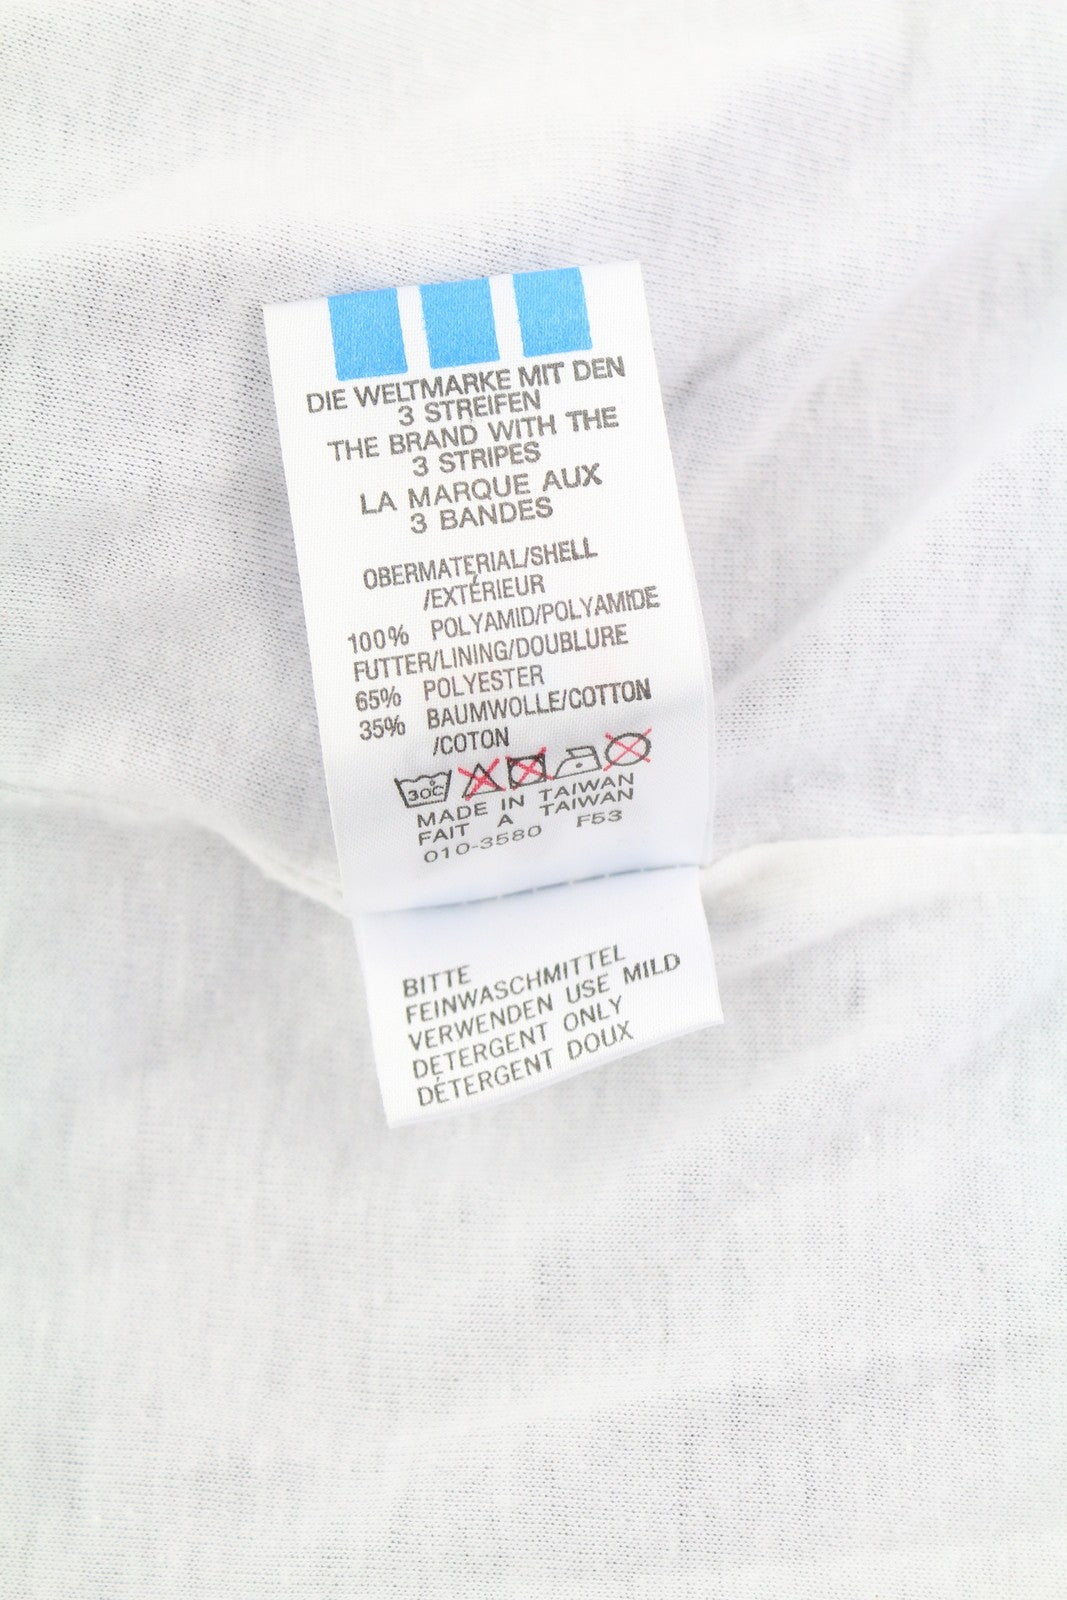 DIE WELTMARKE MIT DEN
3 STREIFEN
THE BRAND WITH THE
3 STRIPES
LA MARQUE AUX
3 BANDES
OBERMATERIAL/SHELL
/EXTÉRIEUR
100% POLYAMID/POLYAMIDE
FUTTER/LINING/DOUBLURE
65% POLYESTER
35% BAUMWOLLE/COTTON
/COTON
30C
MADE IN TAIWAN
FAIT A TAIWAN
010-3580 F53
BITTE
FEINWASCHMITTEL
VERWENDEN USE MILD
DETERGENT ONLY
DÉTERGENT DOUX